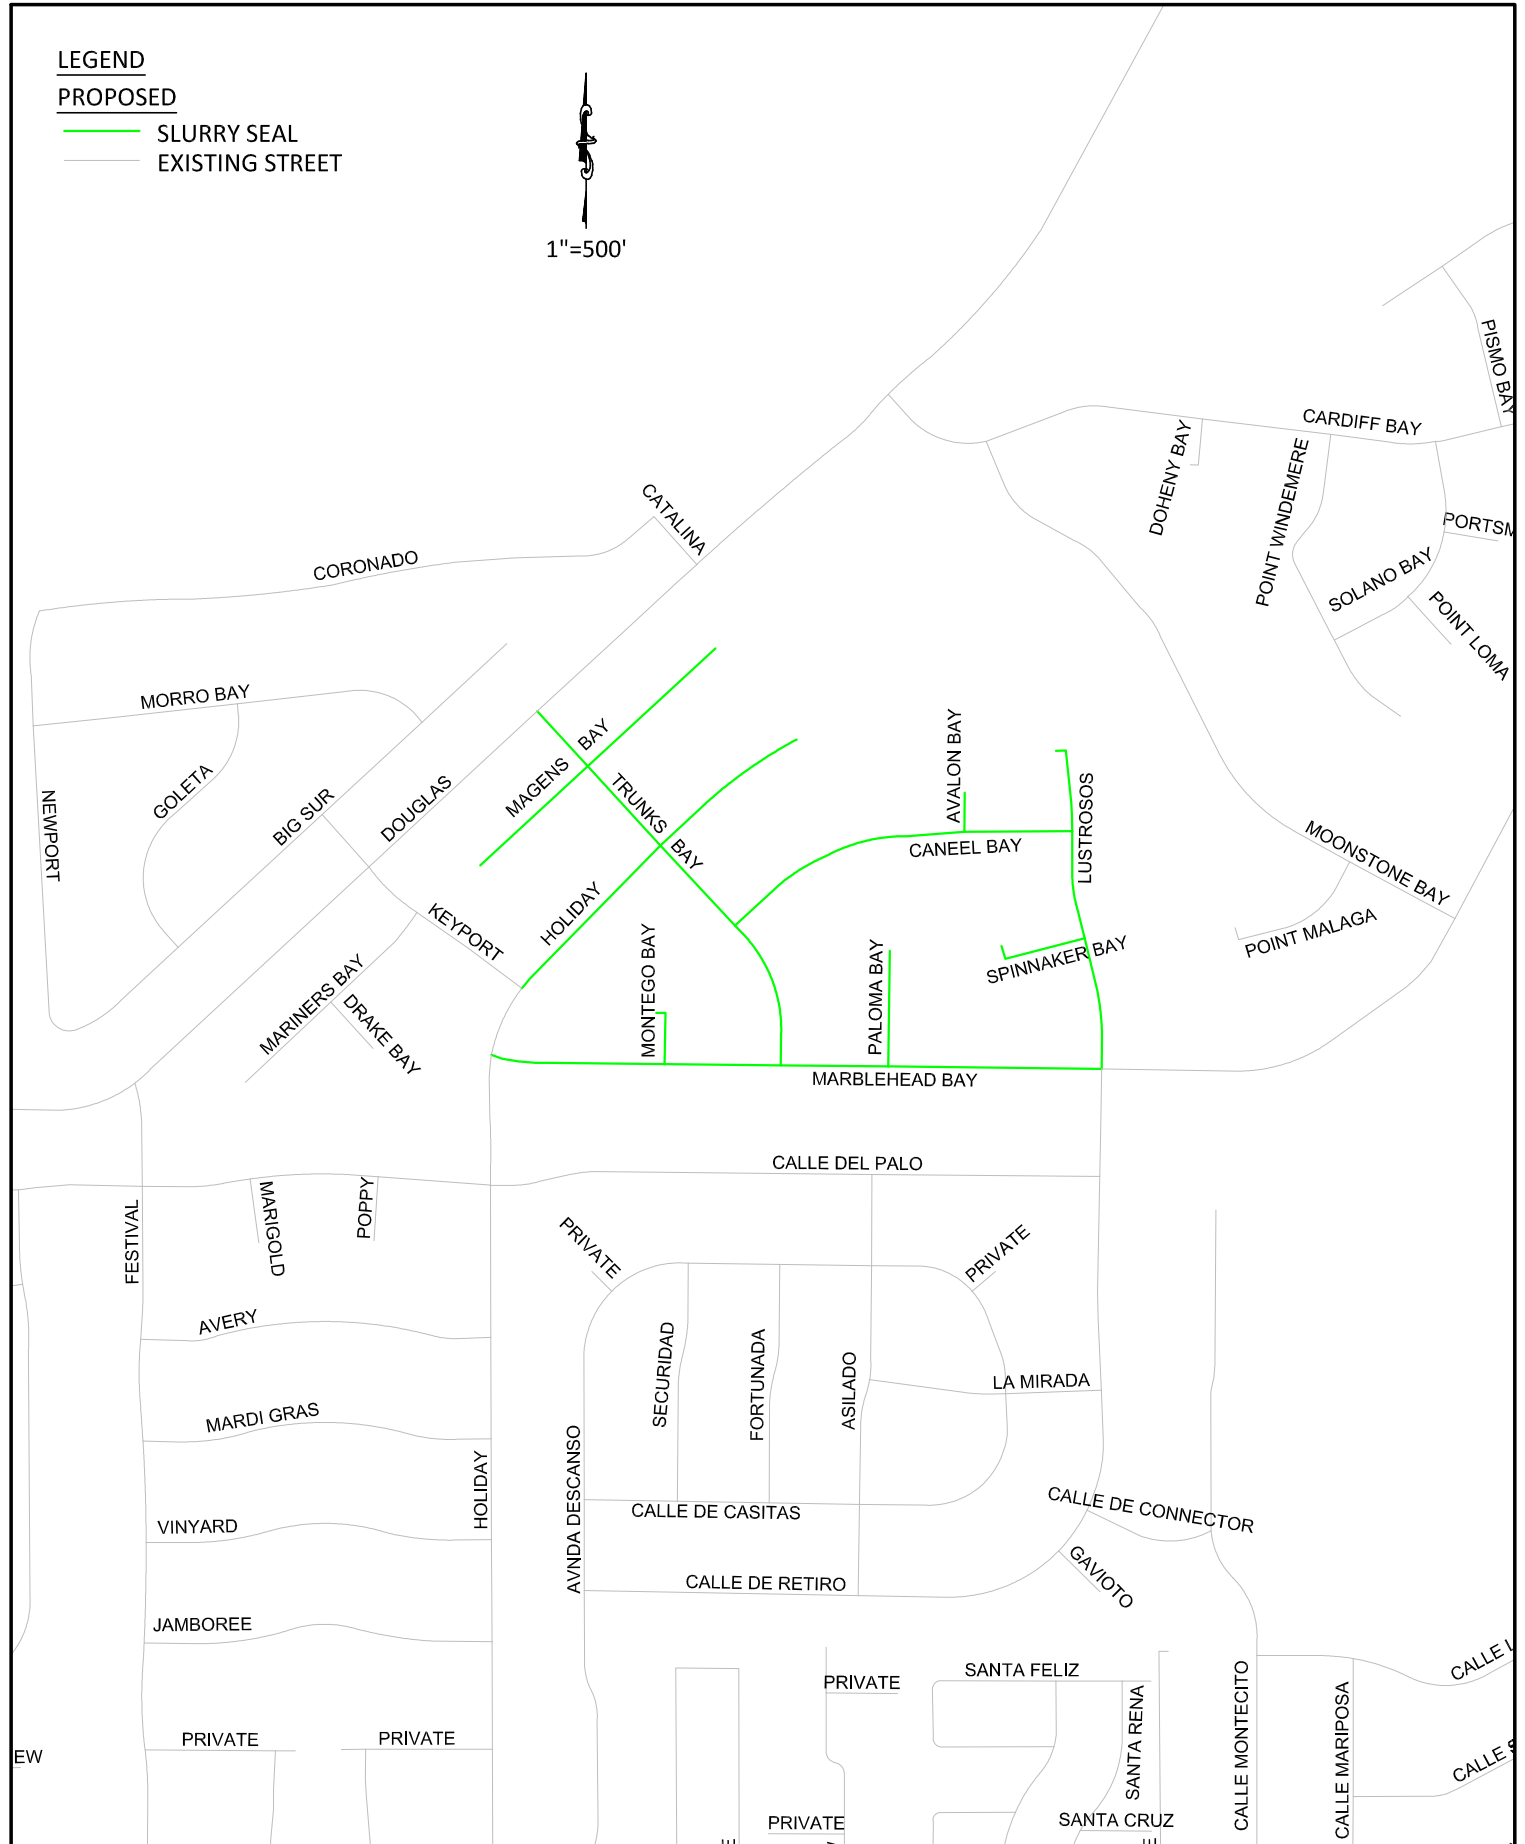 LEGEND
PROPOSED
SLURRY SEAL
EXISTING STREET
1"=500'
PISMO BAY
CARDIFF BAY
DOHENY BAY
POINT WINDEMERE
CATALINA
PORTSM
CORONADO
SOLANO BAY
POINT LOMA
MORRO BAY
MAGENS BAY
AVALON BAY
GOLETA
TRUNKS BAY
LUSTROSOS
NEWPORT
BIG SUR
DOUGLAS
CANEEL BAY
MOONSTONE BAY
HOLIDAY
KEYPORT
POINT MALAGA
MONTEGO BAY
PALOMA BAY
SPINNAKER BAY
MARINERS BAY
DRAKE BAY
MARBLEHEAD BAY
CALLE DEL PALO
FESTIVAL
MARIGOLD
POPPY
PRIVATE
PRIVATE
AVERY
SECURIDAD
FORTUNADA
ASILADO
LA MIRADA
MARDI GRAS
HOLIDAY
AVNDA DESCANSO
CALLE DE CASITAS
CALLE DE CONNECTOR
VINYARD
CALLE DE RETIRO
GAVIOTO
JAMBOREE
CALLE L
PRIVATE
SANTA FELIZ
SANTA RENA
CALLE MONTECITO
CALLE MARIPOSA
PRIVATE
PRIVATE
EW
CALLE S
PRIVATE
SANTA CRUZ
E
E